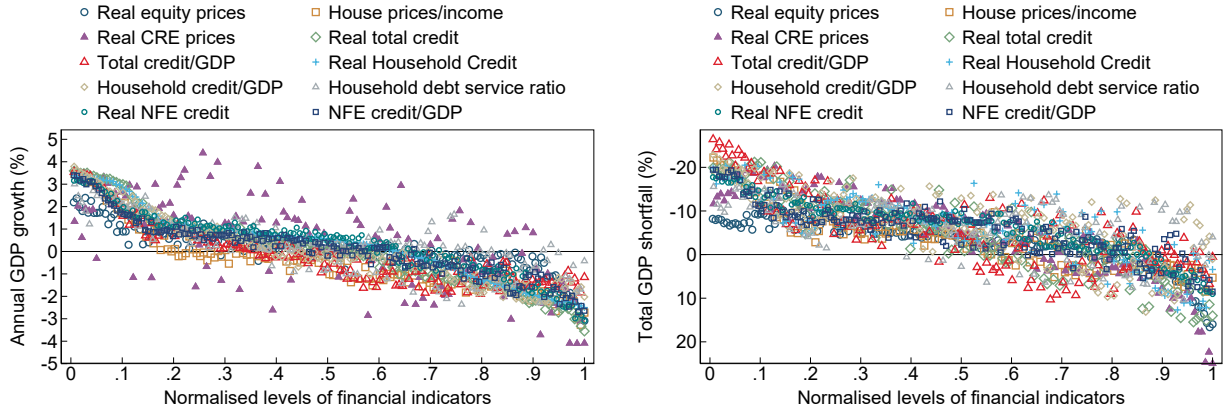 Real equity prices House prices/income
Real CRE prices Real total credit
Total credit/GDP Real Household Credit
Household credit/GDP Household debt service ratio
Real NFE credit NFE credit/GDP
Annual GDP growth (%)
5
4
3
2
1
0
-1
-2
-3
-4
-5
0 .1 .2 .3 .4 .5 .6 .7 .8 .9 1
Normalised levels of financial indicators
Real equity prices House prices/income
Real CRE prices Real total credit
Total credit/GDP Real Household Credit
Household credit/GDP Household debt service ratio
Real NFE credit NFE credit/GDP
Total GDP shortfall (%)
-20
-10
0
10
20
0 .1 .2 .3 .4 .5 .6 .7 .8 .9 1
Normalised levels of financial indicators